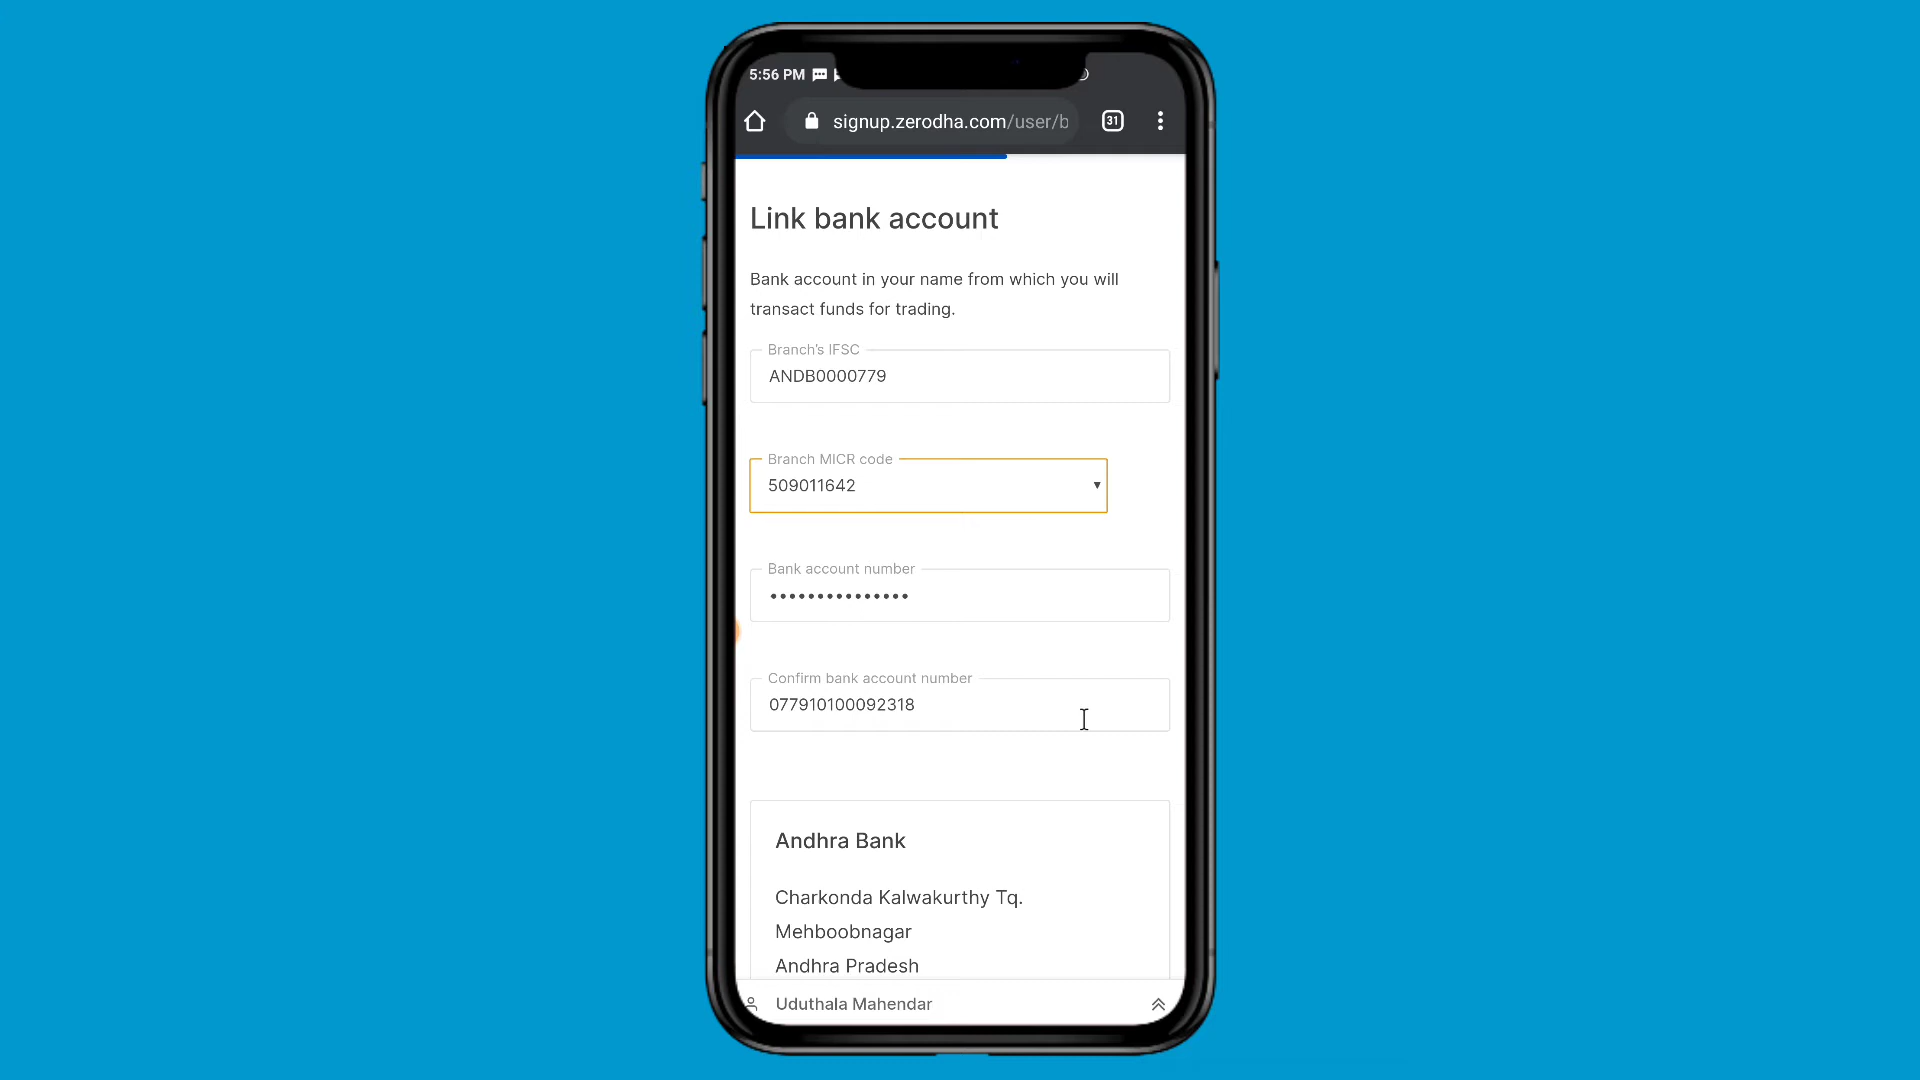 5:56 PM
signup.zerodha.com/user/b
31
Link bank account
Bank account in your name from which you will
transact funds for trading.
Branch's IFSC
ANDB0000779
Branch MICR code
509011642
Bank account number
•••••••••••••••
Confirm bank account number
077910100092318
Andhra Bank
Charkonda Kalwakurthy Tq.
Mehboobnagar
Andhra Pradesh
Uduthala Mahendar